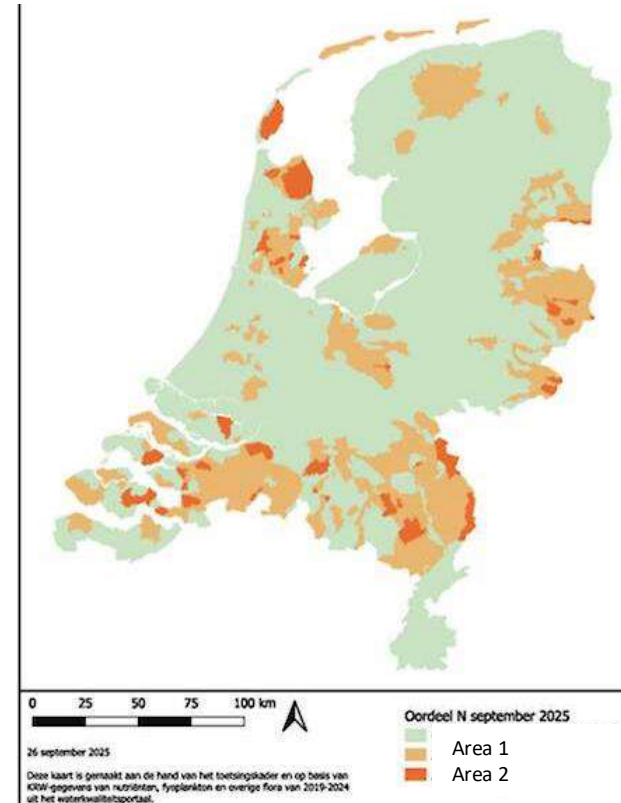 0 25 50 75 100 km
26 september 2025
Deze kaart is gemaakt aan de hand van het toetsingskader en op basis van
KRW-gegevens van nutriënten, fyoplankton en overige flora van 2019-2024
uit het waterkwaliteitsportaal.
Oordeel N september 2025
Area 1
Area 2